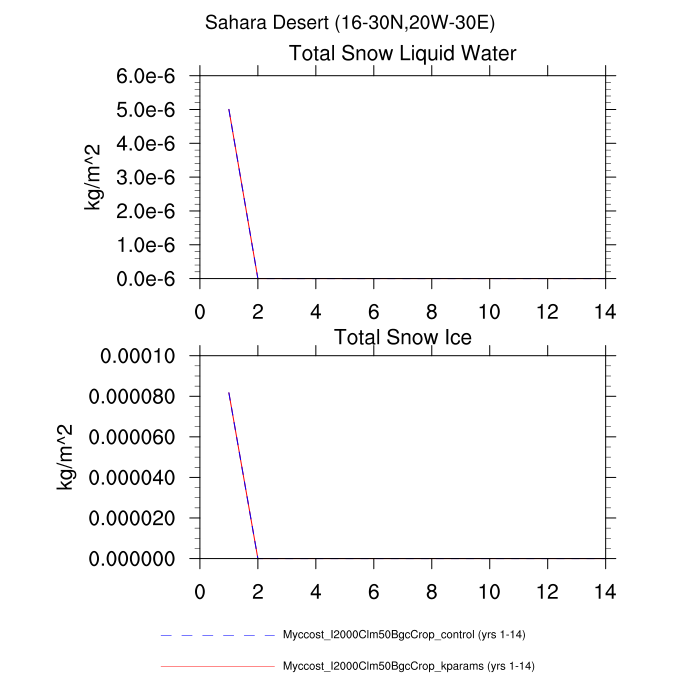 Sahara Desert (16-30N,20W-30E)
Total Snow Liquid Water
6.0e-6
5.0e-6
4.0e-6
3.0e-6
2.0e-6
1.0e-6
0.0e-6
kg/m^2
0 2 4 6 8 10 12 14
Total Snow Ice
0.00010
0.000080
0.000060
0.000040
0.000020
0.000000
kg/m^2
0 2 4 6 8 10 12 14
Myccost_I2000Clm50BgcCrop_control (yrs 1-14)
Myccost_I2000Clm50BgcCrop_kparams (yrs 1-14)